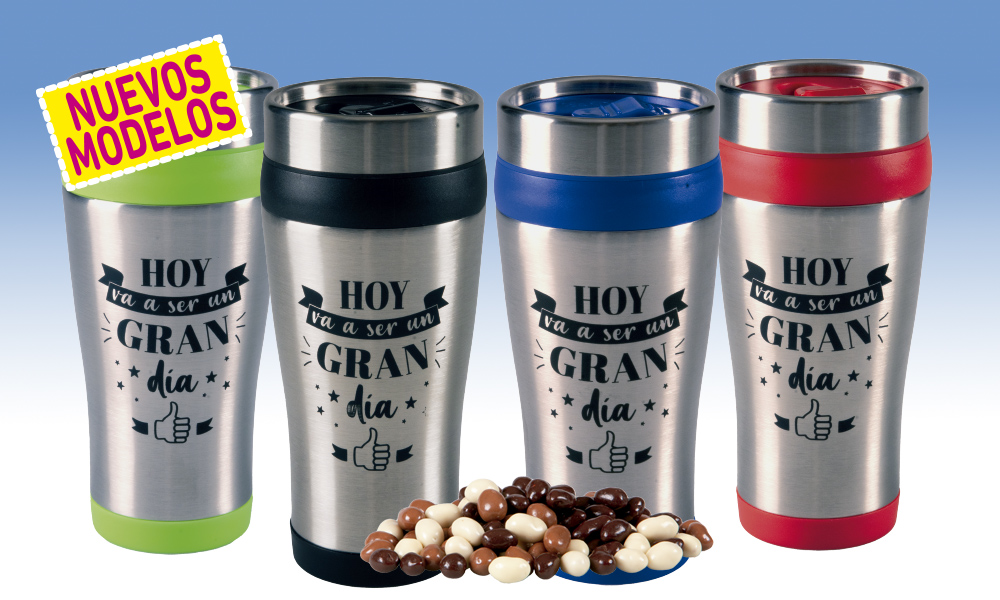 NUEVOS
MODELOS
HOY
va a ser un
GRAN
día
HOY
va a ser un
GRAN
día
HOY
va a ser un
GRAN
día
HOY
va a ser un
GRAN
día